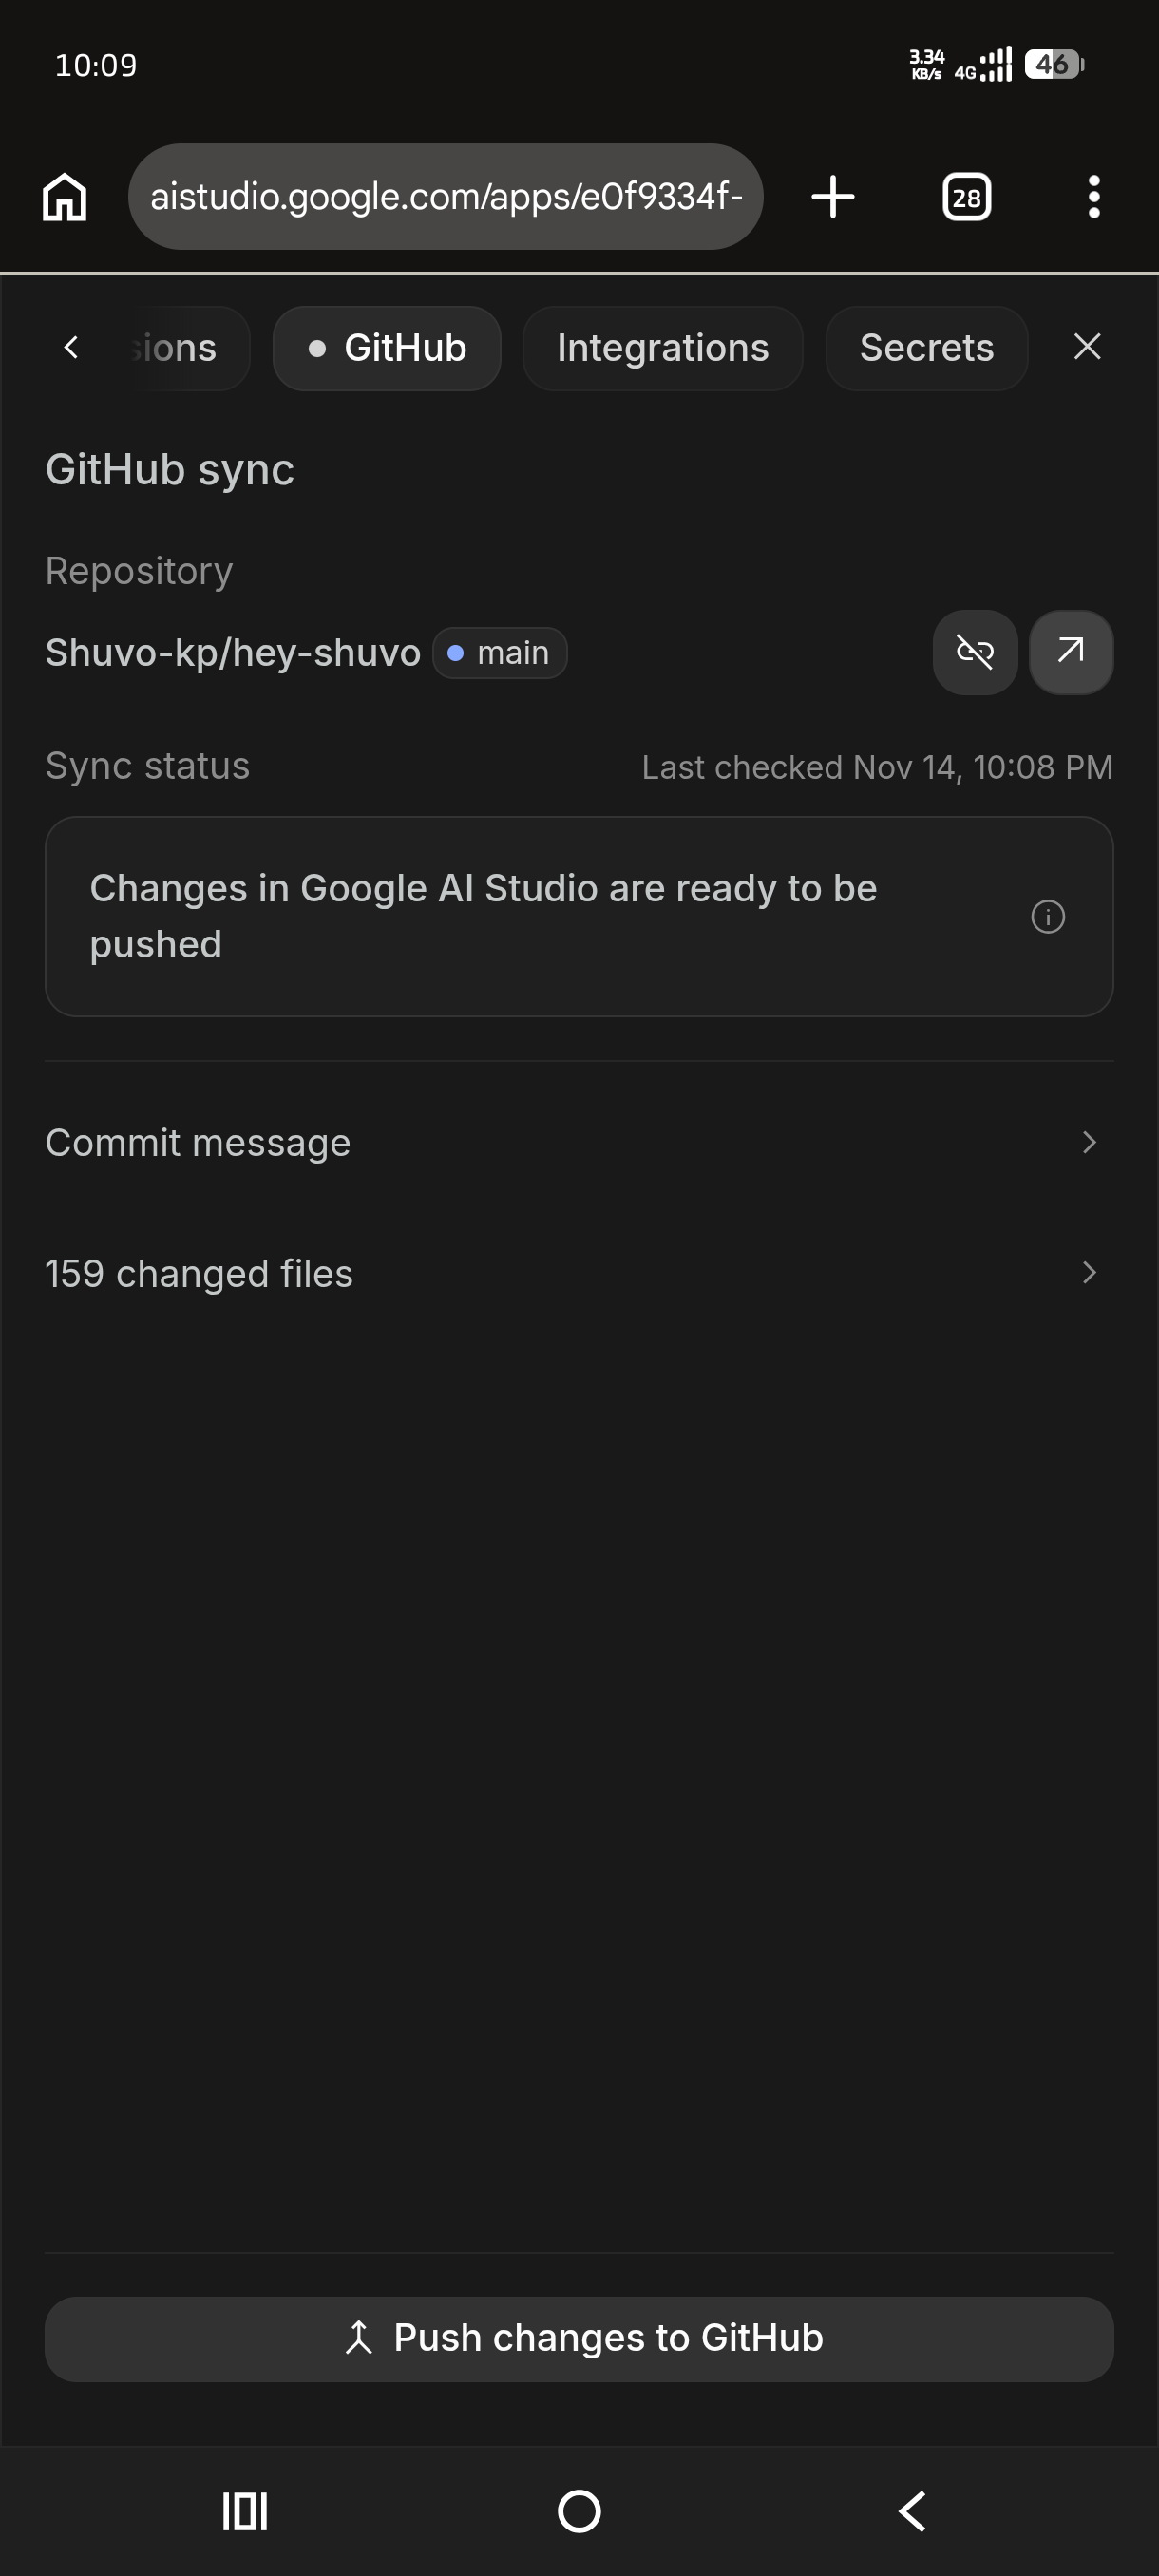 10:09
3.34
KB/s
4G
46
aistudio.google.com/apps/e0f9334f-
28
sions
GitHub
Integrations
Secrets
GitHub sync
Repository
Shuvo-kp/hey-shuvo
main
Sync status
Last checked Nov 14, 10:08 PM
Changes in Google AI Studio are ready to be
pushed
Commit message
159 changed files
Push changes to GitHub